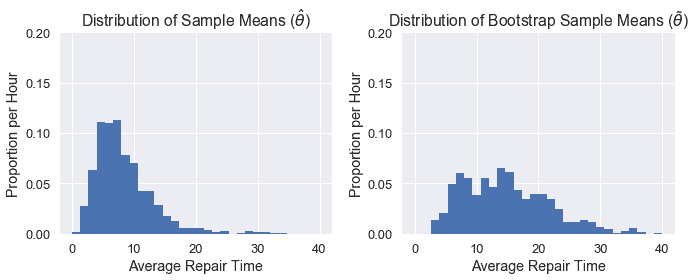 Distribution of Sample Means (θ̂)
0.20
0.15
0.10
0.05
0.00
Proportion per Hour
0 10 20 30 40
Average Repair Time
Distribution of Bootstrap Sample Means (θ̃)
0.20
0.15
0.10
0.05
0.00
Proportion per Hour
0 10 20 30 40
Average Repair Time